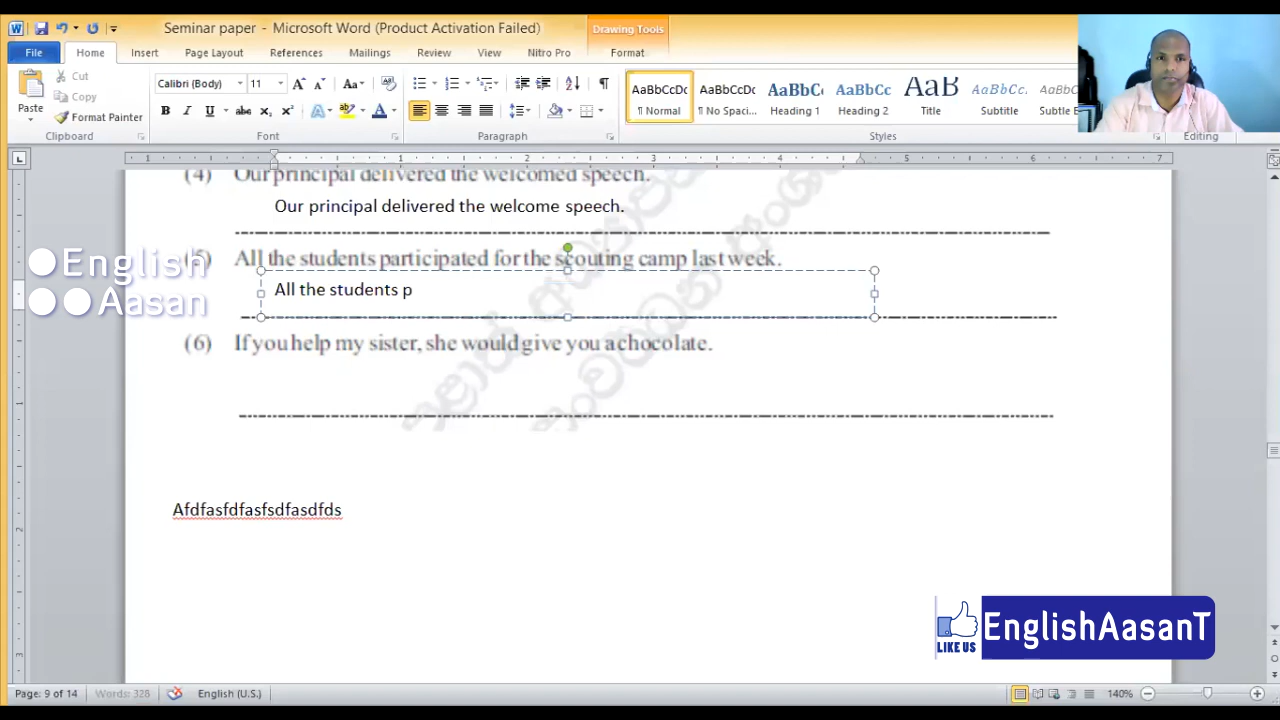 Seminar paper - Microsoft Word (Product Activation Failed)
Drawing Tools
File Home Insert Page Layout References Mailings Review View Nitro Pro Format
Paste
Cut
Copy
Format Painter
Calibri (Body) 11
AaBbCcDc AaBbCcDc AaBbCc AaBbCc AaB AaBbCc. AaBbCc
¶ Normal ¶ No Spaci... Heading 1 Heading 2 Title Subtitle Subtle E
Clipboard Font Paragraph Styles Editing
(4) Our principal delivered the welcomed speech.
Our principal delivered the welcome speech.
(5) All the students participated for the scouting camp last week.
All the students p
(6) If you help my sister, she would give you a chocolate.
Afdfasfdfasfsdfasdfds
English
Aasan
LIKE US
EnglishAasanT
Page: 9 of 14 Words: 328 English (U.S.) 140%